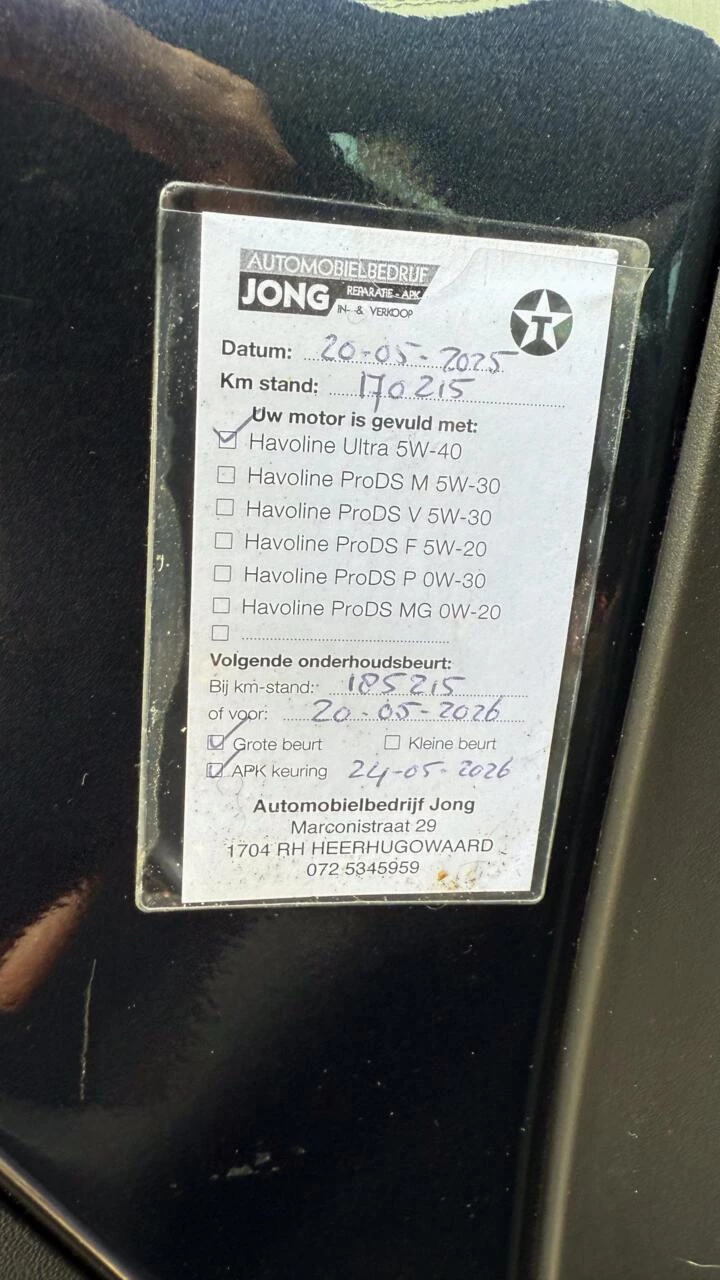 AUTOMOBIELBEDRIJF
JONG REPARATIE - APK
IN- & VERKOOP
T
Datum: 20-05-2025
Km stand: 170215
Uw motor is gevuld met:
☑ Havoline Ultra 5W-40
☐ Havoline ProDS M 5W-30
☐ Havoline ProDS V 5W-30
☐ Havoline ProDS F 5W-20
☐ Havoline ProDS P 0W-30
☐ Havoline ProDS MG 0W-20
☐ ........................................
Volgende onderhoudsbeurt:
Bij km-stand: 185215
of voor: 20-05-2026
☑ Grote beurt ☐ Kleine beurt
☑ APK keuring 24-05-2026
Automobielbedrijf Jong
Marconistraat 29
1704 RH HEERHUGOWAARD
072 5345959